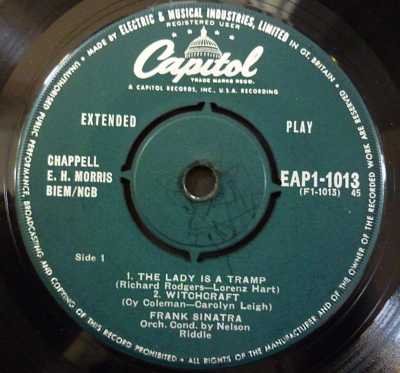 MADE BY ELECTRIC & MUSICAL INDUSTRIES, LIMITED IN GT. BRITAIN •
REGISTERED USER
Capitol
TRADE MARKS REGD.
A CAPITOL RECORDS, INC., U.S.A. RECORDING
EXTENDED PLAY
CHAPPELL
E. H. MORRIS
BIEM/NCB
EAP1-1013
(F1-1013) 45
Side 1
1. THE LADY IS A TRAMP
(Richard Rodgers—Lorenz Hart)
2. WITCHCRAFT
(Cy Coleman—Carolyn Leigh)
FRANK SINATRA
Orch. Cond. by Nelson
Riddle
ALL RIGHTS OF THE MANUFACTURER AND OF THE OWNER OF THE RECORDED WORK ARE RESERVED •
UNAUTHORISED PUBLIC PERFORMANCE, BROADCASTING AND COPYING OF THIS RECORD PROHIBITED •